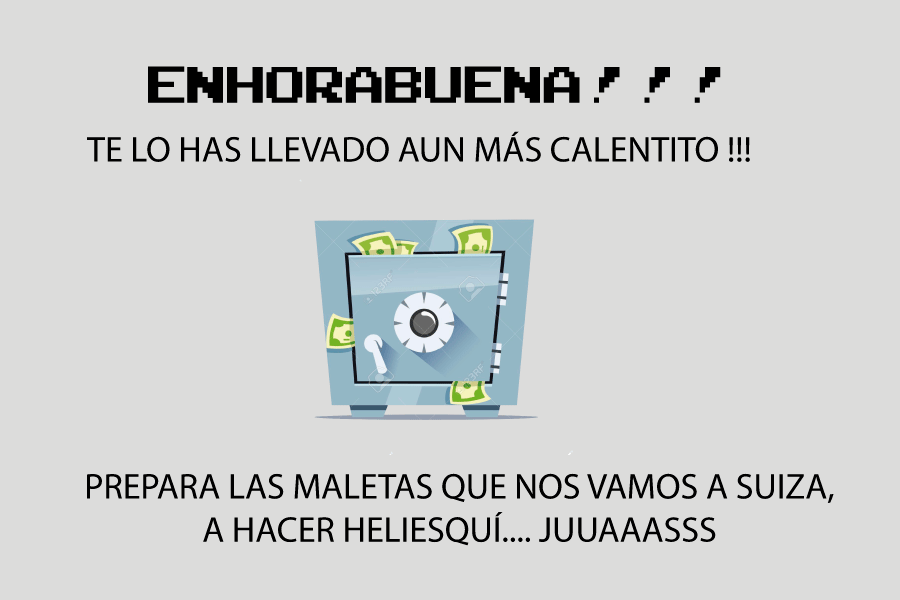 ENHORABUENA!!!
TE LO HAS LLEVADO AUN MÁS CALENTITO !!!
PREPARA LAS MALETAS QUE NOS VAMOS A SUIZA,
A HACER HELIESQUÍ.... JUUAAASSS